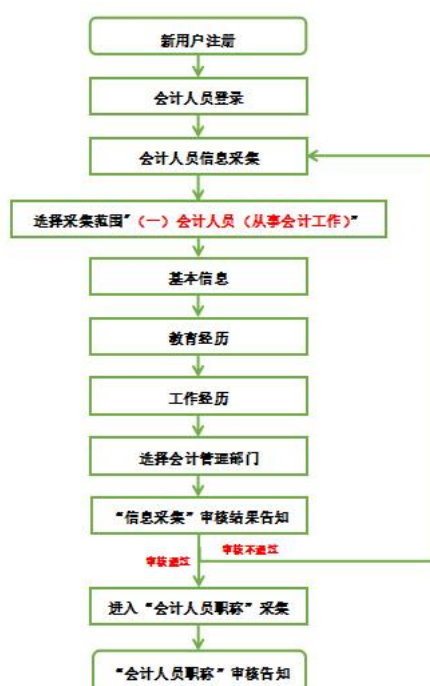 新用户注册
会计人员登录
会计人员信息采集
选择采集范围“（一）会计人员（从事会计工作）”
基本信息
教育经历
工作经历
选择会计管理部门
“信息采集”审核结果告知
审核不通过
审核通过
进入“会计人员职称”采集
“会计人员职称”审核告知